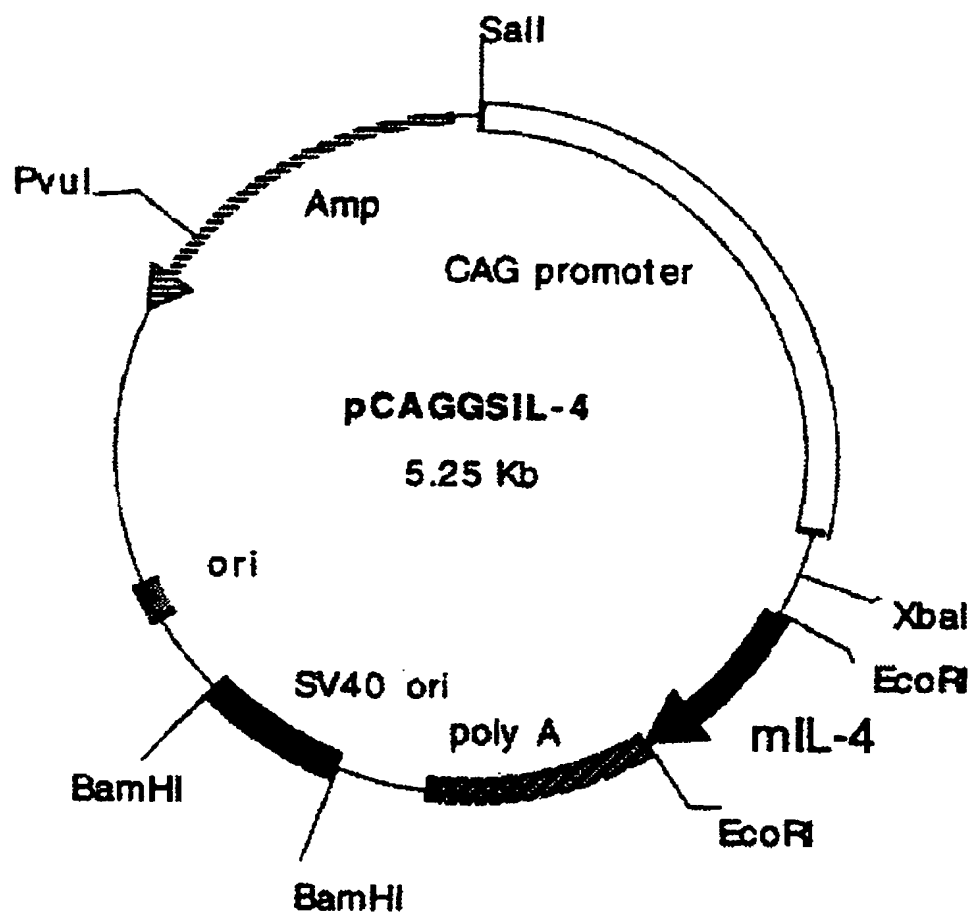 SalI
PvuI
Amp
CAG promoter
pCAGGSIL-4
5.25 Kb
ori
XbaI
EcoRI
SV40 ori
mIL-4
poly A
BamHI
EcoRI
BamHI